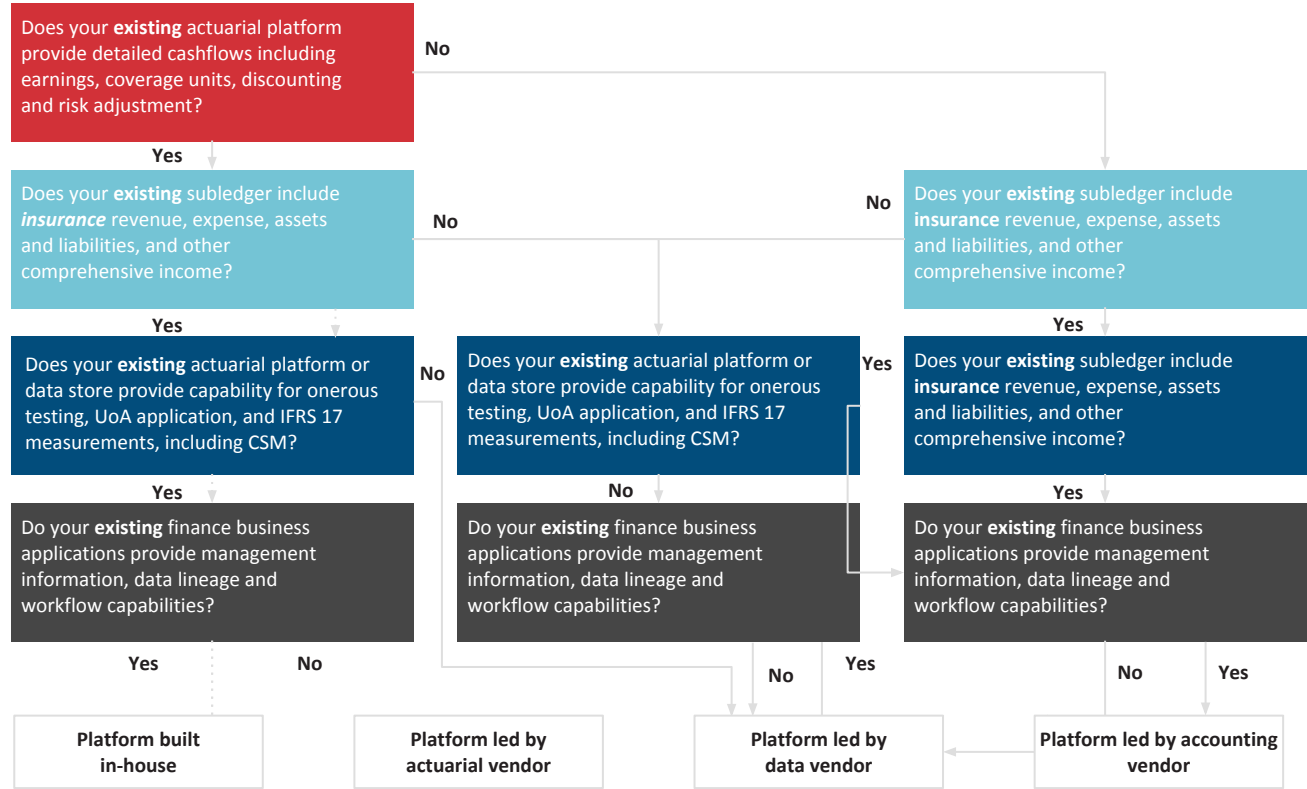 Does your existing actuarial platform
provide detailed cashflows including
earnings, coverage units, discounting
and risk adjustment?
No
Yes
Does your existing subledger include
insurance revenue, expense, assets
and liabilities, and other
comprehensive income?
No
No
Does your existing subledger include
insurance revenue, expense, assets
and liabilities, and other
comprehensive income?
Yes
Yes
Does your existing actuarial platform or
data store provide capability for onerous
testing, UoA application, and IFRS 17
measurements, including CSM?
No
Does your existing actuarial platform or
data store provide capability for onerous
testing, UoA application, and IFRS 17
measurements, including CSM?
Yes
Does your existing subledger include
insurance revenue, expense, assets
and liabilities, and other
comprehensive income?
Yes
No
Yes
Do your existing finance business
applications provide management
information, data lineage and
workflow capabilities?
Do your existing finance business
applications provide management
information, data lineage and
workflow capabilities?
Do your existing finance business
applications provide management
information, data lineage and
workflow capabilities?
Yes
No
No
Yes
No
Yes
Platform built
in-house
Platform led by
actuarial vendor
Platform led by
data vendor
Platform led by accounting
vendor